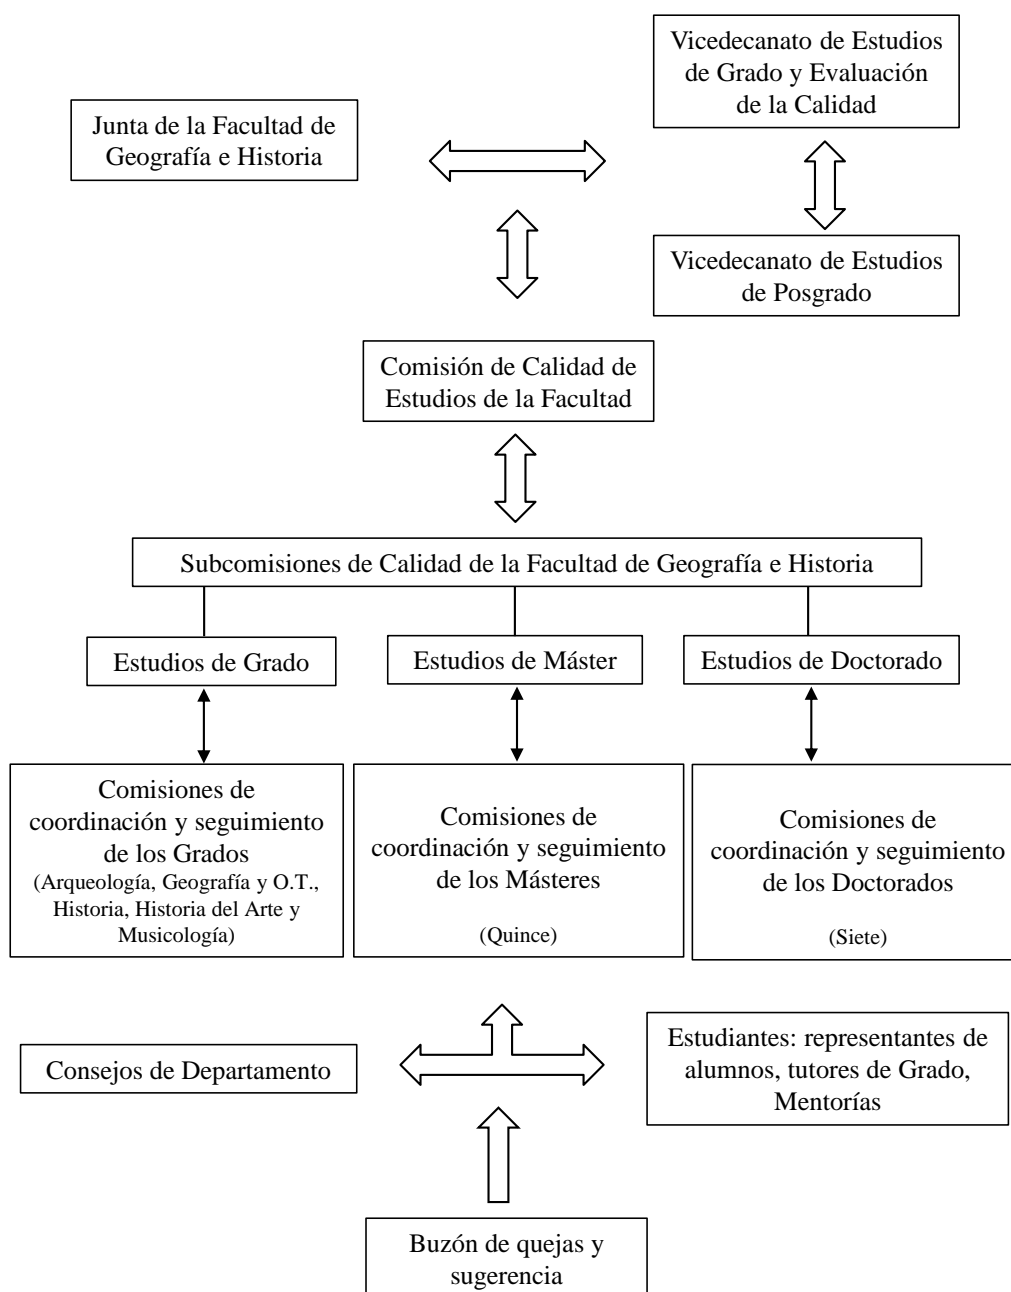 Vicedecanato de Estudios
de Grado y Evaluación
de la Calidad
Junta de la Facultad de
Geografía e Historia
Vicedecanato de Estudios
de Posgrado
Comisión de Calidad de
Estudios de la Facultad
Subcomisiones de Calidad de la Facultad de Geografía e Historia
Estudios de Grado
Estudios de Máster
Estudios de Doctorado
Comisiones de
coordinación y seguimiento
de los Grados
(Arqueología, Geografía y O.T.,
Historia, Historia del Arte y
Musicología)
Comisiones de
coordinación y seguimiento
de los Másteres
(Quince)
Comisiones de
coordinación y seguimiento
de los Doctorados
(Siete)
Consejos de Departamento
Estudiantes: representantes de
alumnos, tutores de Grado,
Mentorías
Buzón de quejas y
sugerencia